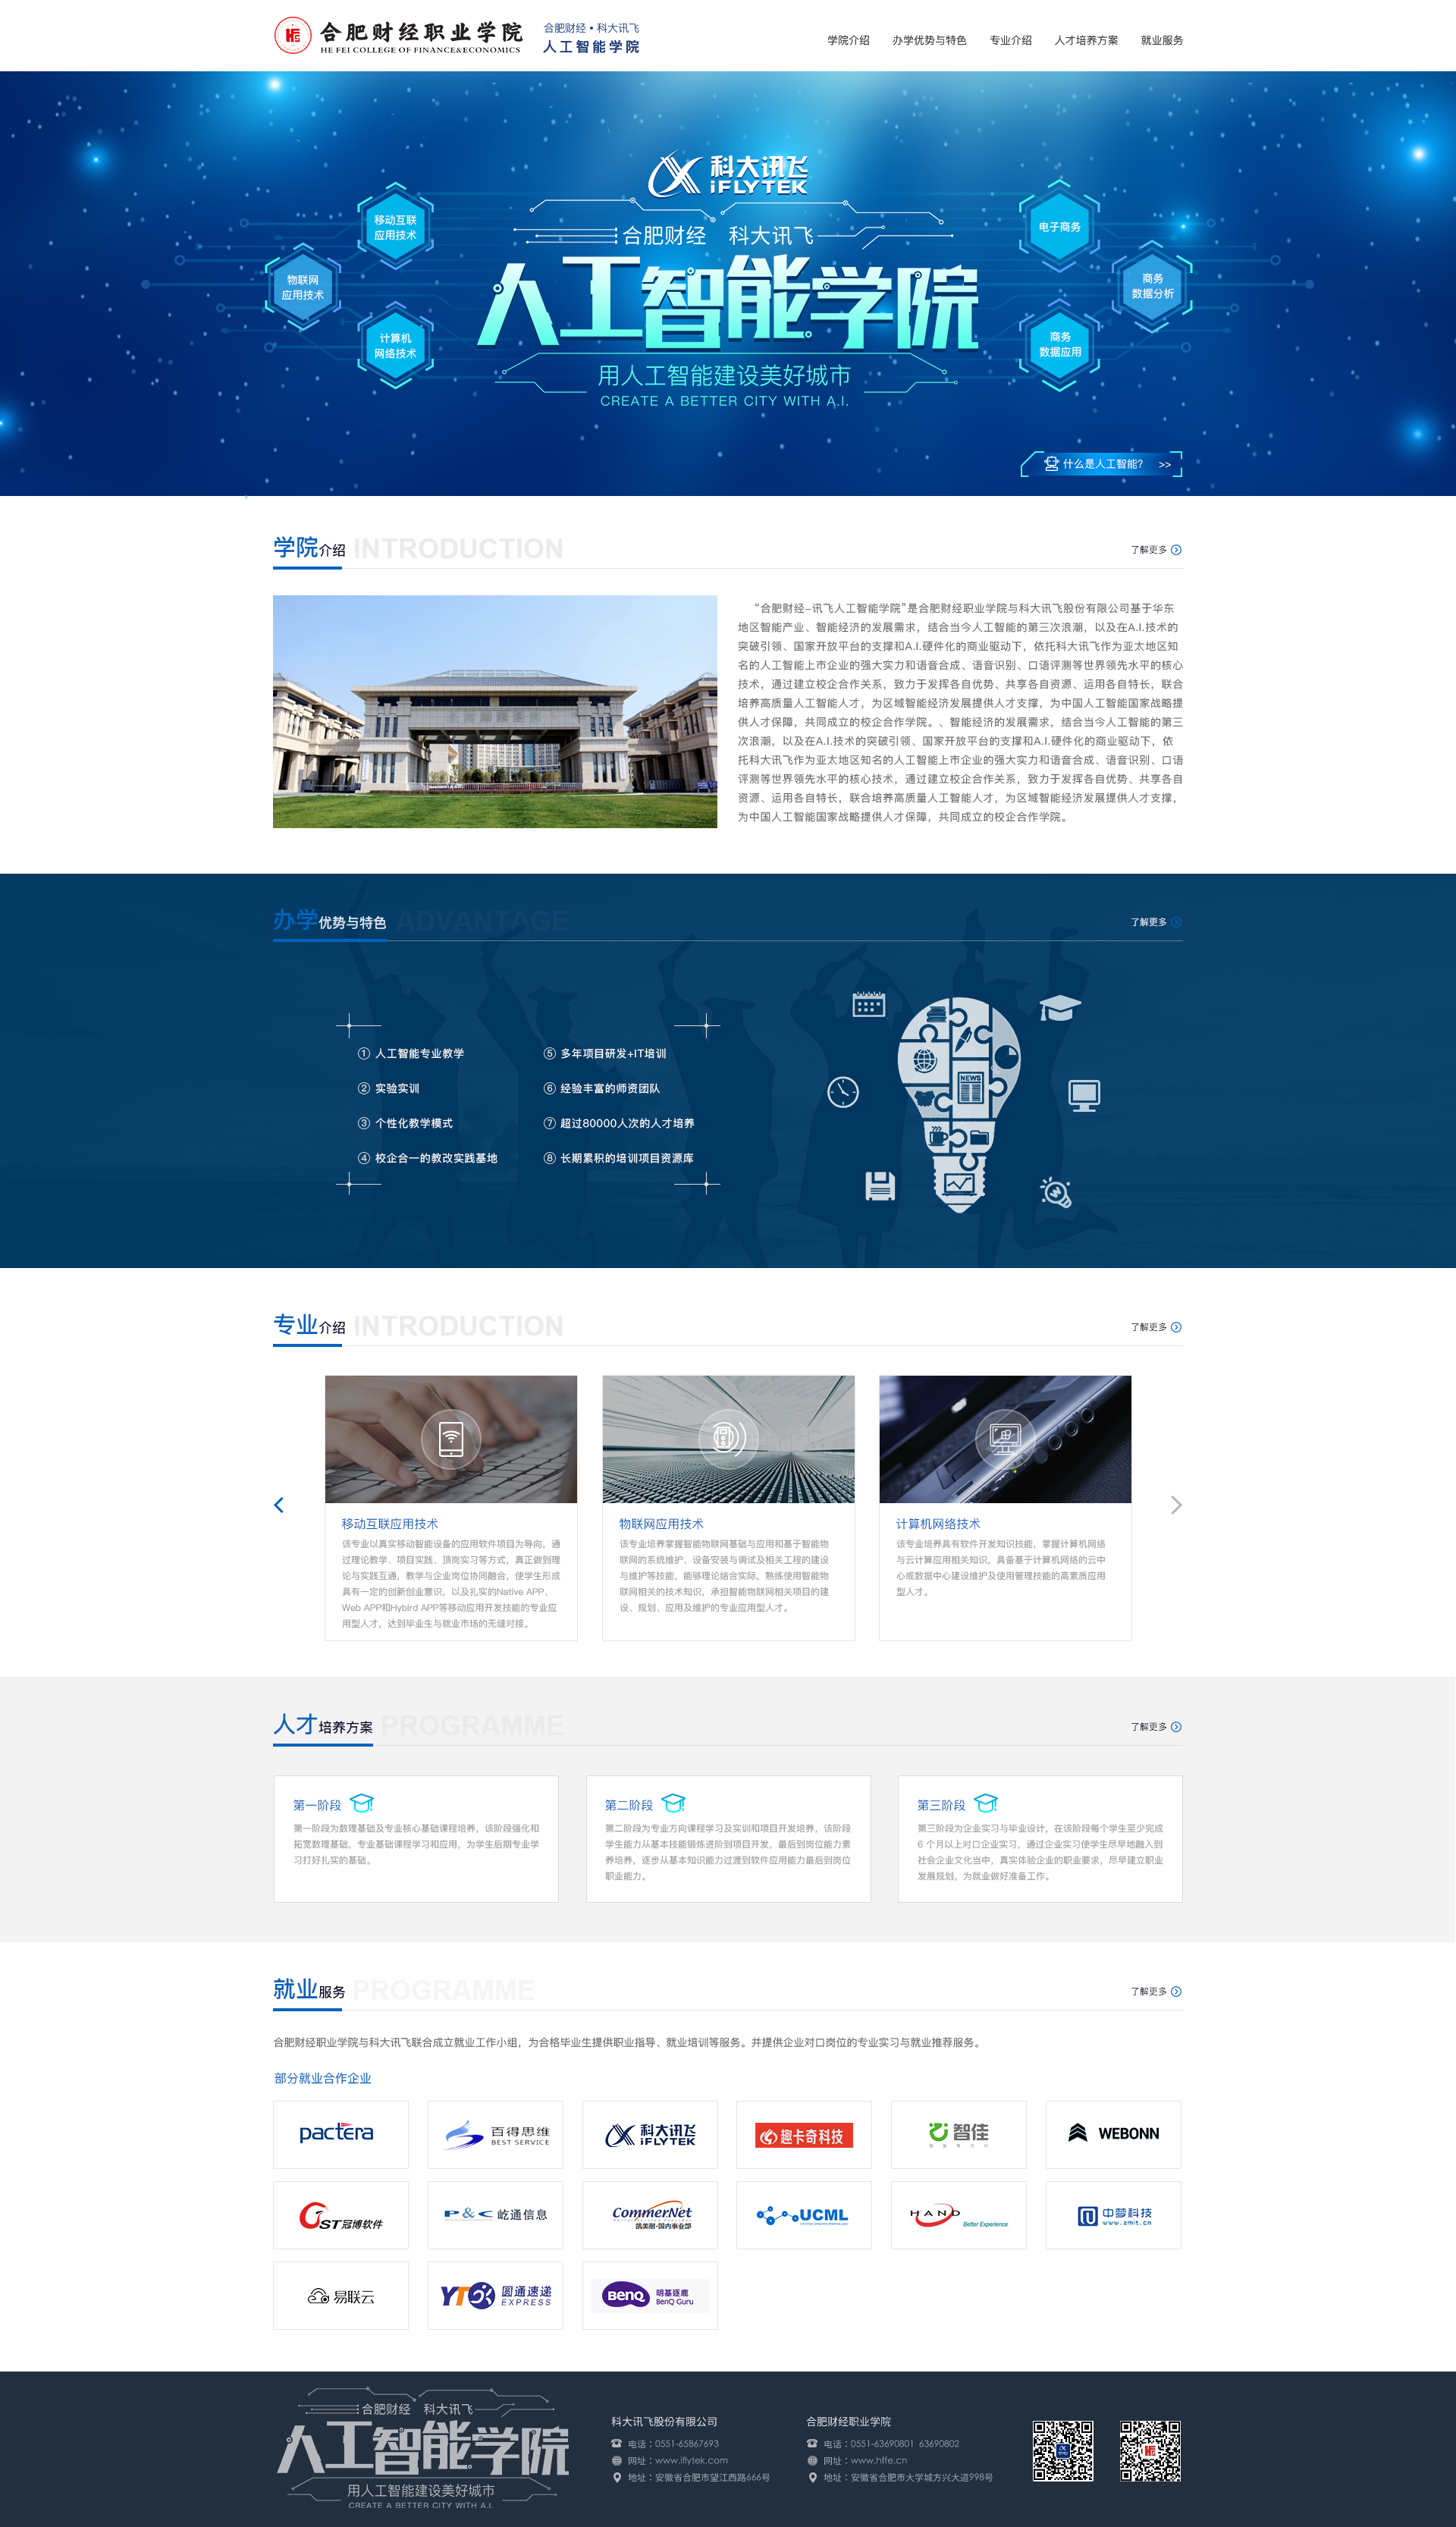 合肥财经职业学院
HE FEI COLLEGE OF FINANCE&ECONOMICS
合肥财经•科大讯飞
人工智能学院
学院介绍 办学优势与特色 专业介绍 人才培养方案 就业服务
科大讯飞
iFLYTEK
合肥财经 科大讯飞
人工智能学院
用人工智能建设美好城市
CREATE A BETTER CITY WITH A.I.
移动互联
应用技术
物联网
应用技术
计算机
网络技术
电子商务
商务
数据分析
商务
数据应用
什么是人工智能? >>
学院介绍 INTRODUCTION
了解更多
“合肥财经-讯飞人工智能学院”是合肥财经职业学院与科大讯飞股份有限公司基于华东
地区智能产业、智能经济的发展需求，结合当今人工智能的第三次浪潮，以及在A.I.技术的
突破引领、国家开放平台的支撑和A.I.硬件化的商业驱动下，依托科大讯飞作为亚太地区知
名的人工智能上市企业的强大实力和语音合成、语音识别、口语评测等世界领先水平的核心
技术，通过建立校企合作关系，致力于发挥各自优势、共享各自资源、运用各自特长，联合
培养高质量人工智能人才，为区域智能经济发展提供人才支撑，为中国人工智能国家战略提
供人才保障，共同成立的校企合作学院。、智能经济的发展需求，结合当今人工智能的第三
次浪潮，以及在A.I.技术的突破引领、国家开放平台的支撑和A.I.硬件化的商业驱动下，依
托科大讯飞作为亚太地区知名的人工智能上市企业的强大实力和语音合成、语音识别、口语
评测等世界领先水平的核心技术，通过建立校企合作关系，致力于发挥各自优势、共享各自
资源、运用各自特长，联合培养高质量人工智能人才，为区域智能经济发展提供人才支撑，
为中国人工智能国家战略提供人才保障，共同成立的校企合作学院。
办学优势与特色 ADVANTAGE
了解更多
① 人工智能专业教学
② 实验实训
③ 个性化教学模式
④ 校企合一的教改实践基地
⑤ 多年项目研发+IT培训
⑥ 经验丰富的师资团队
⑦ 超过80000人次的人才培养
⑧ 长期累积的培训项目资源库
NEWS
专业介绍 INTRODUCTION
了解更多
移动互联应用技术
该专业以真实移动智能设备的应用软件项目为导向，通
过理论教学、项目实践、顶岗实习等方式，真正做到理
论与实践互通，教学与企业岗位协同融合，使学生形成
具有一定的创新创业意识，以及扎实的Native APP、
Web APP和Hybird APP等移动应用开发技能的专业应
用型人才，达到毕业生与就业市场的无缝对接。
物联网应用技术
该专业培养掌握智能物联网基础与应用和基于智能物
联网的系统维护、设备安装与调试及相关工程的建设
与维护等技能，能够理论结合实际，熟练使用智能物
联网相关的技术知识，承担智能物联网相关项目的建
设、规划、应用及维护的专业应用型人才。
计算机网络技术
该专业培养具有软件开发知识技能，掌握计算机网络
与云计算应用相关知识，具备基于计算机网络的云中
心或数据中心建设维护及使用管理技能的高素质应用
型人才。
人才培养方案 PROGRAMME
了解更多
第一阶段
第一阶段为数理基础及专业核心基础课程培养，该阶段强化和
拓宽数理基础，专业基础课程学习和应用，为学生后期专业学
习打好扎实的基础。
第二阶段
第二阶段为专业方向课程学习及实训和项目开发培养，该阶段
学生能力从基本技能锻炼进阶到项目开发，最后到岗位能力素
养培养，逐步从基本知识能力过渡到软件应用能力最后到岗位
职业能力。
第三阶段
第三阶段为企业实习与毕业设计，在该阶段每个学生至少完成
6 个月以上对口企业实习，通过企业实习使学生尽早地融入到
社会企业文化当中，真实体验企业的职业要求，尽早建立职业
发展规划，为就业做好准备工作。
就业服务 PROGRAMME
了解更多
合肥财经职业学院与科大讯飞联合成立就业工作小组，为合格毕业生提供职业指导、就业培训等服务。并提供企业对口岗位的专业实习与就业推荐服务。
部分就业合作企业
pactera
百得思维
BEST SERVICE
科大讯飞
iFLYTEK
趣卡奇科技
智佳
WEBONN
GST冠博软件
P&C 屹通信息
CommerNet
凯美耐·国内事业部
UCML
HAND
Better Experience
中梦科技
www.zmit.cn
易联云
YTO 圆通速递
EXPRESS
BenQ 明基逐鹿
BenQ Guru
合肥财经 科大讯飞
人工智能学院
用人工智能建设美好城市
CREATE A BETTER CITY WITH A.I.
科大讯飞股份有限公司
电话：0551-65867693
网址：www.iflytek.com
地址：安徽省合肥市望江西路666号
合肥财经职业学院
电话：0551-63690801 63690802
网址：www.hffe.cn
地址：安徽省合肥市大学城方兴大道998号